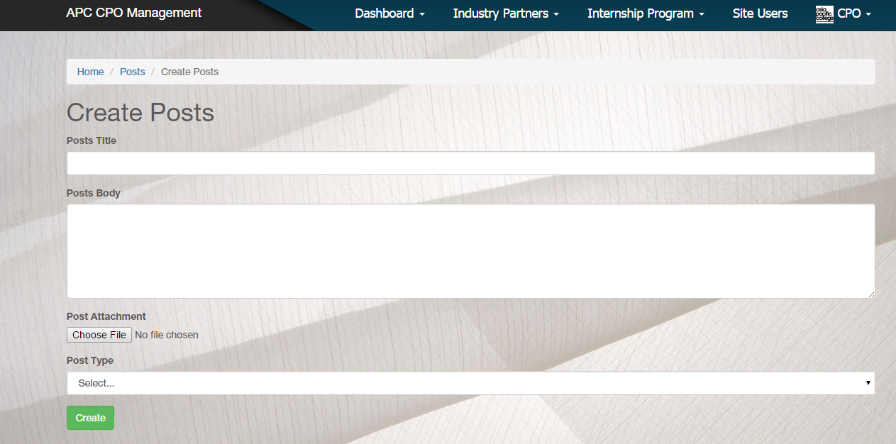 APC CPO Management Dashboard Industry Partners Internship Program Site Users CPO
Home / Posts / Create Posts
Create Posts
Posts Title
Posts Body
Post Attachment
Choose File No file chosen
Post Type
Select...
Create